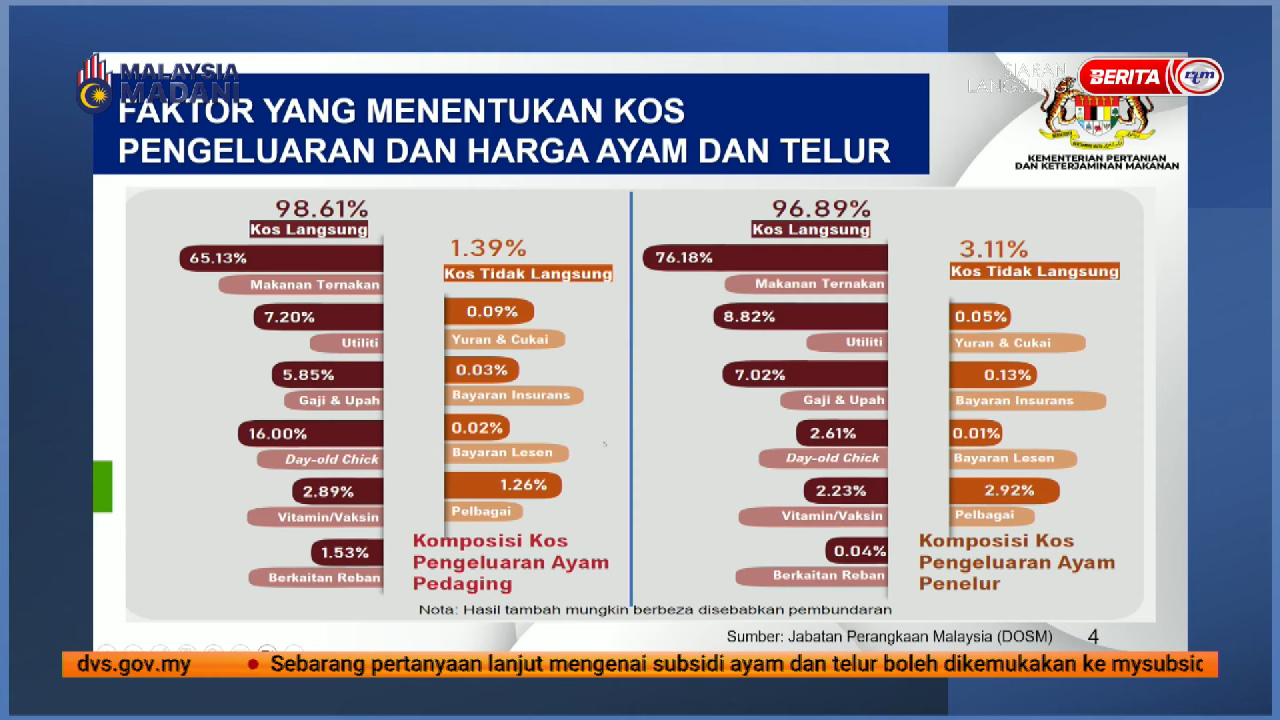 MALAYSIA
MADANI
SIARAN
LANGSUNG
BERITA
rtm
FAKTOR YANG MENENTUKAN KOS
PENGELUARAN DAN HARGA AYAM DAN TELUR
KEMENTERIAN PERTANIAN
DAN KETERJAMINAN MAKANAN
98.61%
Kos Langsung
65.13%
Makanan Ternakan
7.20%
Utiliti
5.85%
Gaji & Upah
16.00%
Day-old Chick
2.89%
Vitamin/Vaksin
1.53%
Berkaitan Reban
1.39%
Kos Tidak Langsung
0.09%
Yuran & Cukai
0.03%
Bayaran Insurans
0.02%
Bayaran Lesen
1.26%
Pelbagai
Komposisi Kos
Pengeluaran Ayam
Pedaging
96.89%
Kos Langsung
76.18%
Makanan Ternakan
8.82%
Utiliti
7.02%
Gaji & Upah
2.61%
Day-old Chick
2.23%
Vitamin/Vaksin
0.04%
Berkaitan Reban
3.11%
Kos Tidak Langsung
0.05%
Yuran & Cukai
0.13%
Bayaran Insurans
0.01%
Bayaran Lesen
2.92%
Pelbagai
Komposisi Kos
Pengeluaran Ayam
Penelur
Nota: Hasil tambah mungkin berbeza disebabkan pembundaran
Sumber: Jabatan Perangkaan Malaysia (DOSM) 4
dvs.gov.my • Sebarang pertanyaan lanjut mengenai subsidi ayam dan telur boleh dikemukakan ke mysubsid